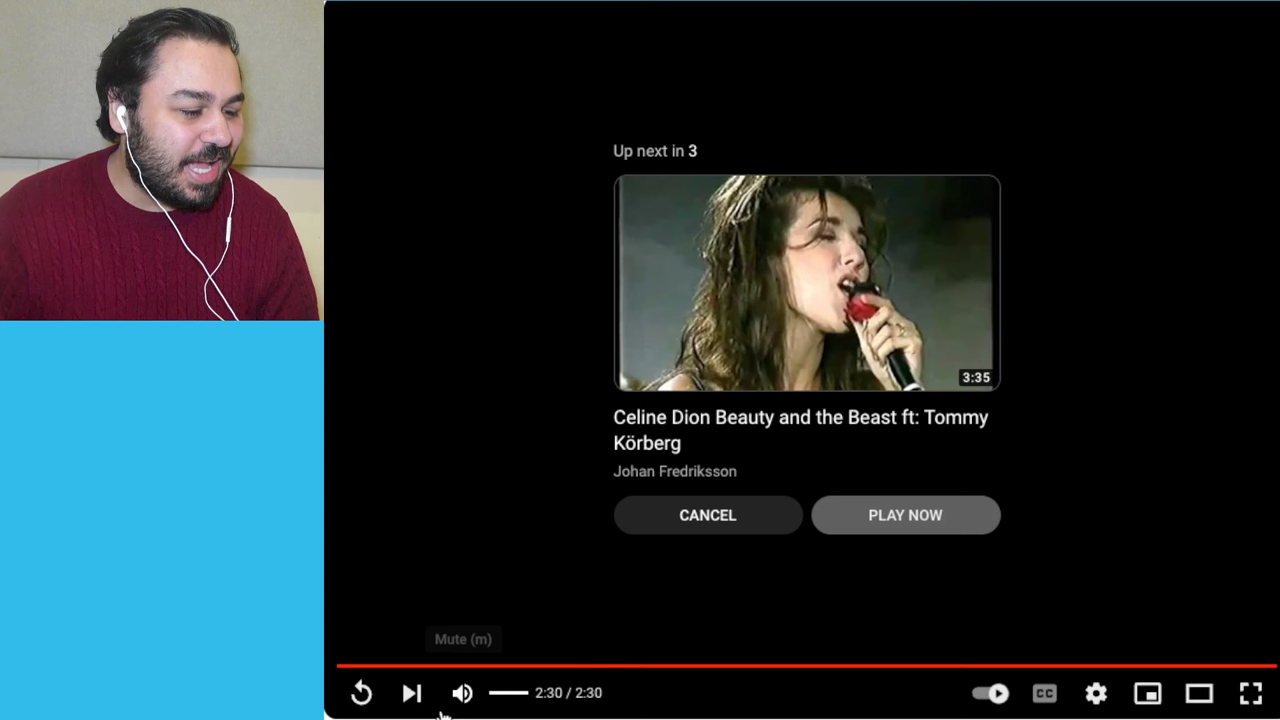 Up next in 3
3:35
Celine Dion Beauty and the Beast ft: Tommy
Körberg
Johan Fredriksson
CANCEL
PLAY NOW
Mute (m)
2:30 / 2:30
CC